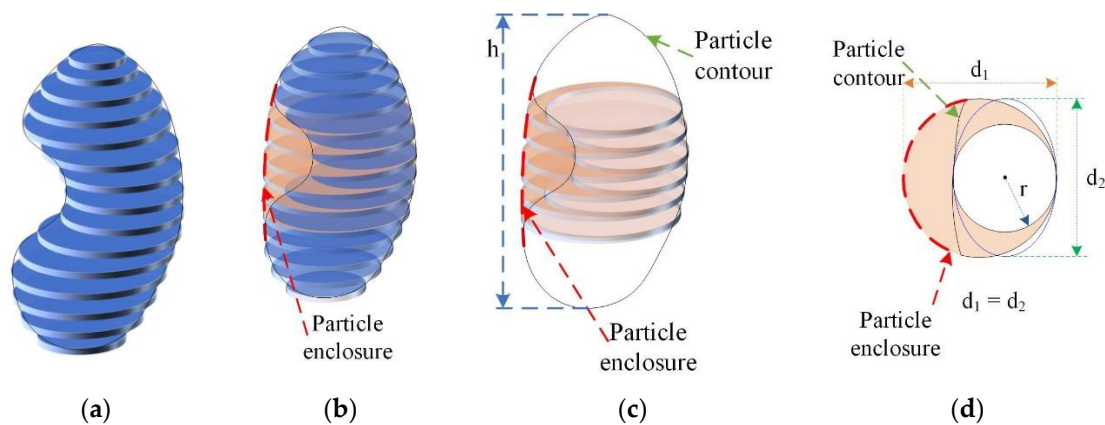 h
Particle
contour
Particle
enclosure
Particle
enclosure
Particle
contour
d₁
d₂
r
Particle
enclosure
d₁ = d₂
(a)
(b)
(c)
(d)